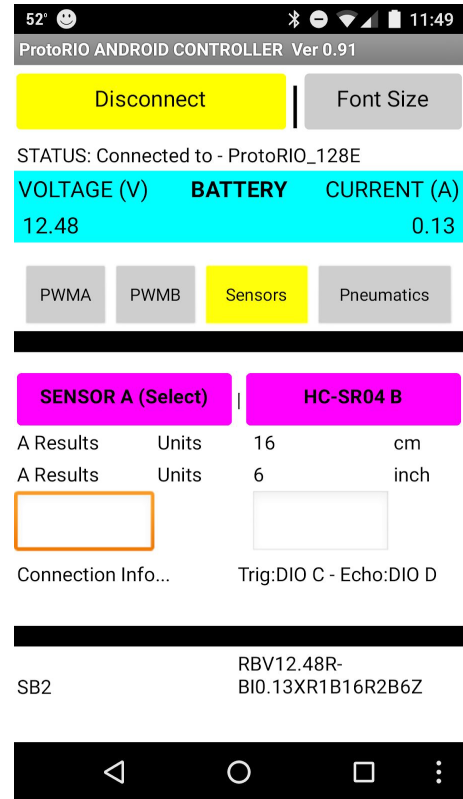 52° 11:49
ProtoRIO ANDROID CONTROLLER Ver 0.91
Disconnect | Font Size
STATUS: Connected to - ProtoRIO_128E
VOLTAGE (V) BATTERY CURRENT (A)
12.48 0.13
PWMA PWMB Sensors Pneumatics
SENSOR A (Select) | HC-SR04 B
A Results Units 16 cm
A Results Units 6 inch
Connection Info... Trig:DIO C - Echo:DIO D
RBV12.48R-
SB2 BI0.13XR1B16R2B6Z